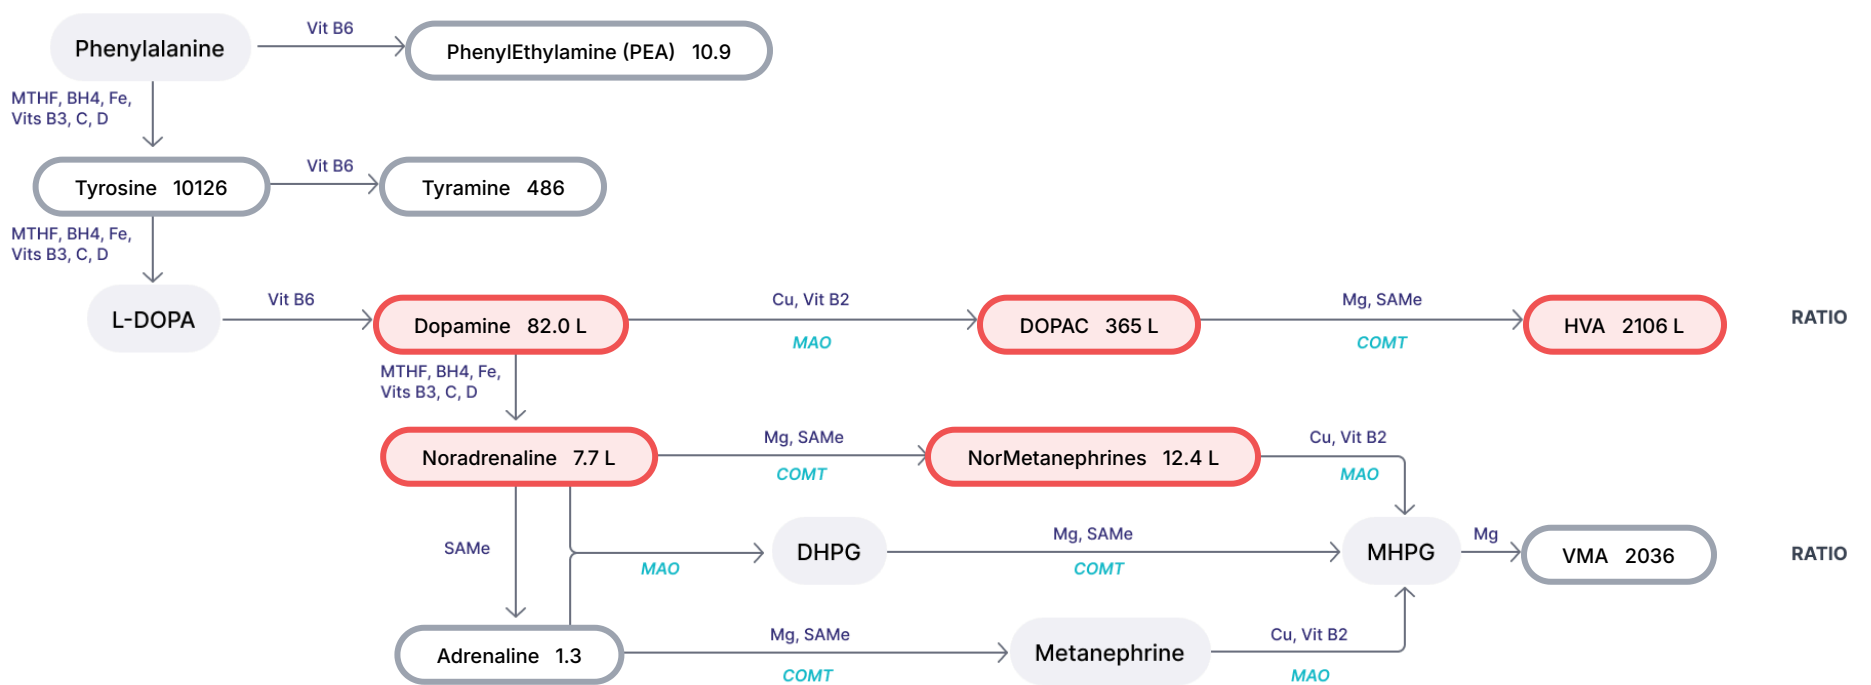 Phenylalanine
Vit B6
PhenylEthylamine (PEA) 10.9
MTHF, BH4, Fe,
Vits B3, C, D
Tyrosine 10126
Vit B6
Tyramine 486
MTHF, BH4, Fe,
Vits B3, C, D
L-DOPA
Vit B6
Dopamine 82.0 L
Cu, Vit B2
MAO
DOPAC 365 L
Mg, SAMe
COMT
HVA 2106 L
RATIO
MTHF, BH4, Fe,
Vits B3, C, D
Noradrenaline 7.7 L
Mg, SAMe
COMT
NorMetanephrines 12.4 L
Cu, Vit B2
MAO
SAMe
MAO
DHPG
Mg, SAMe
COMT
MHPG
Mg
VMA 2036
RATIO
Adrenaline 1.3
Mg, SAMe
COMT
Metanephrine
Cu, Vit B2
MAO